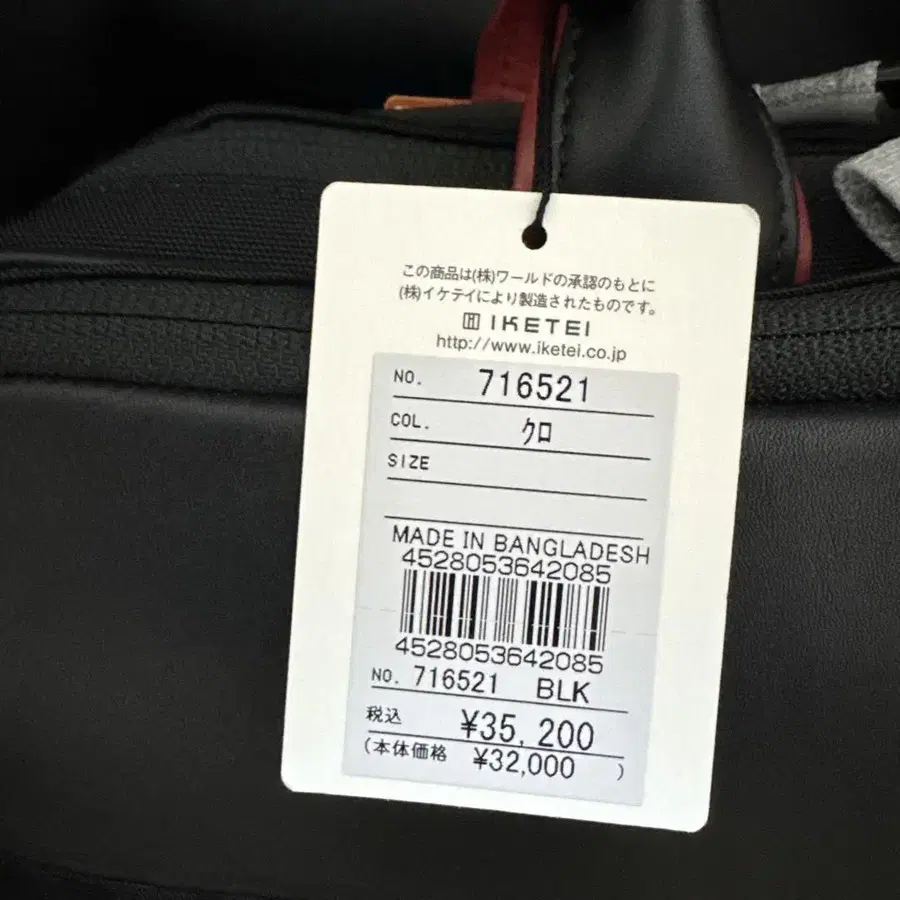 この商品は(株)ワールドの承認のもとに
(株)イケテイにより製造されたものです。
IKETEI
http://www.iketei.co.jp
NO. 716521
COL. クロ
SIZE
MADE IN BANGLADESH
4528053642085
4528053642085
NO. 716521 BLK
税込 ¥35,200
(本体価格 ¥32,000 )